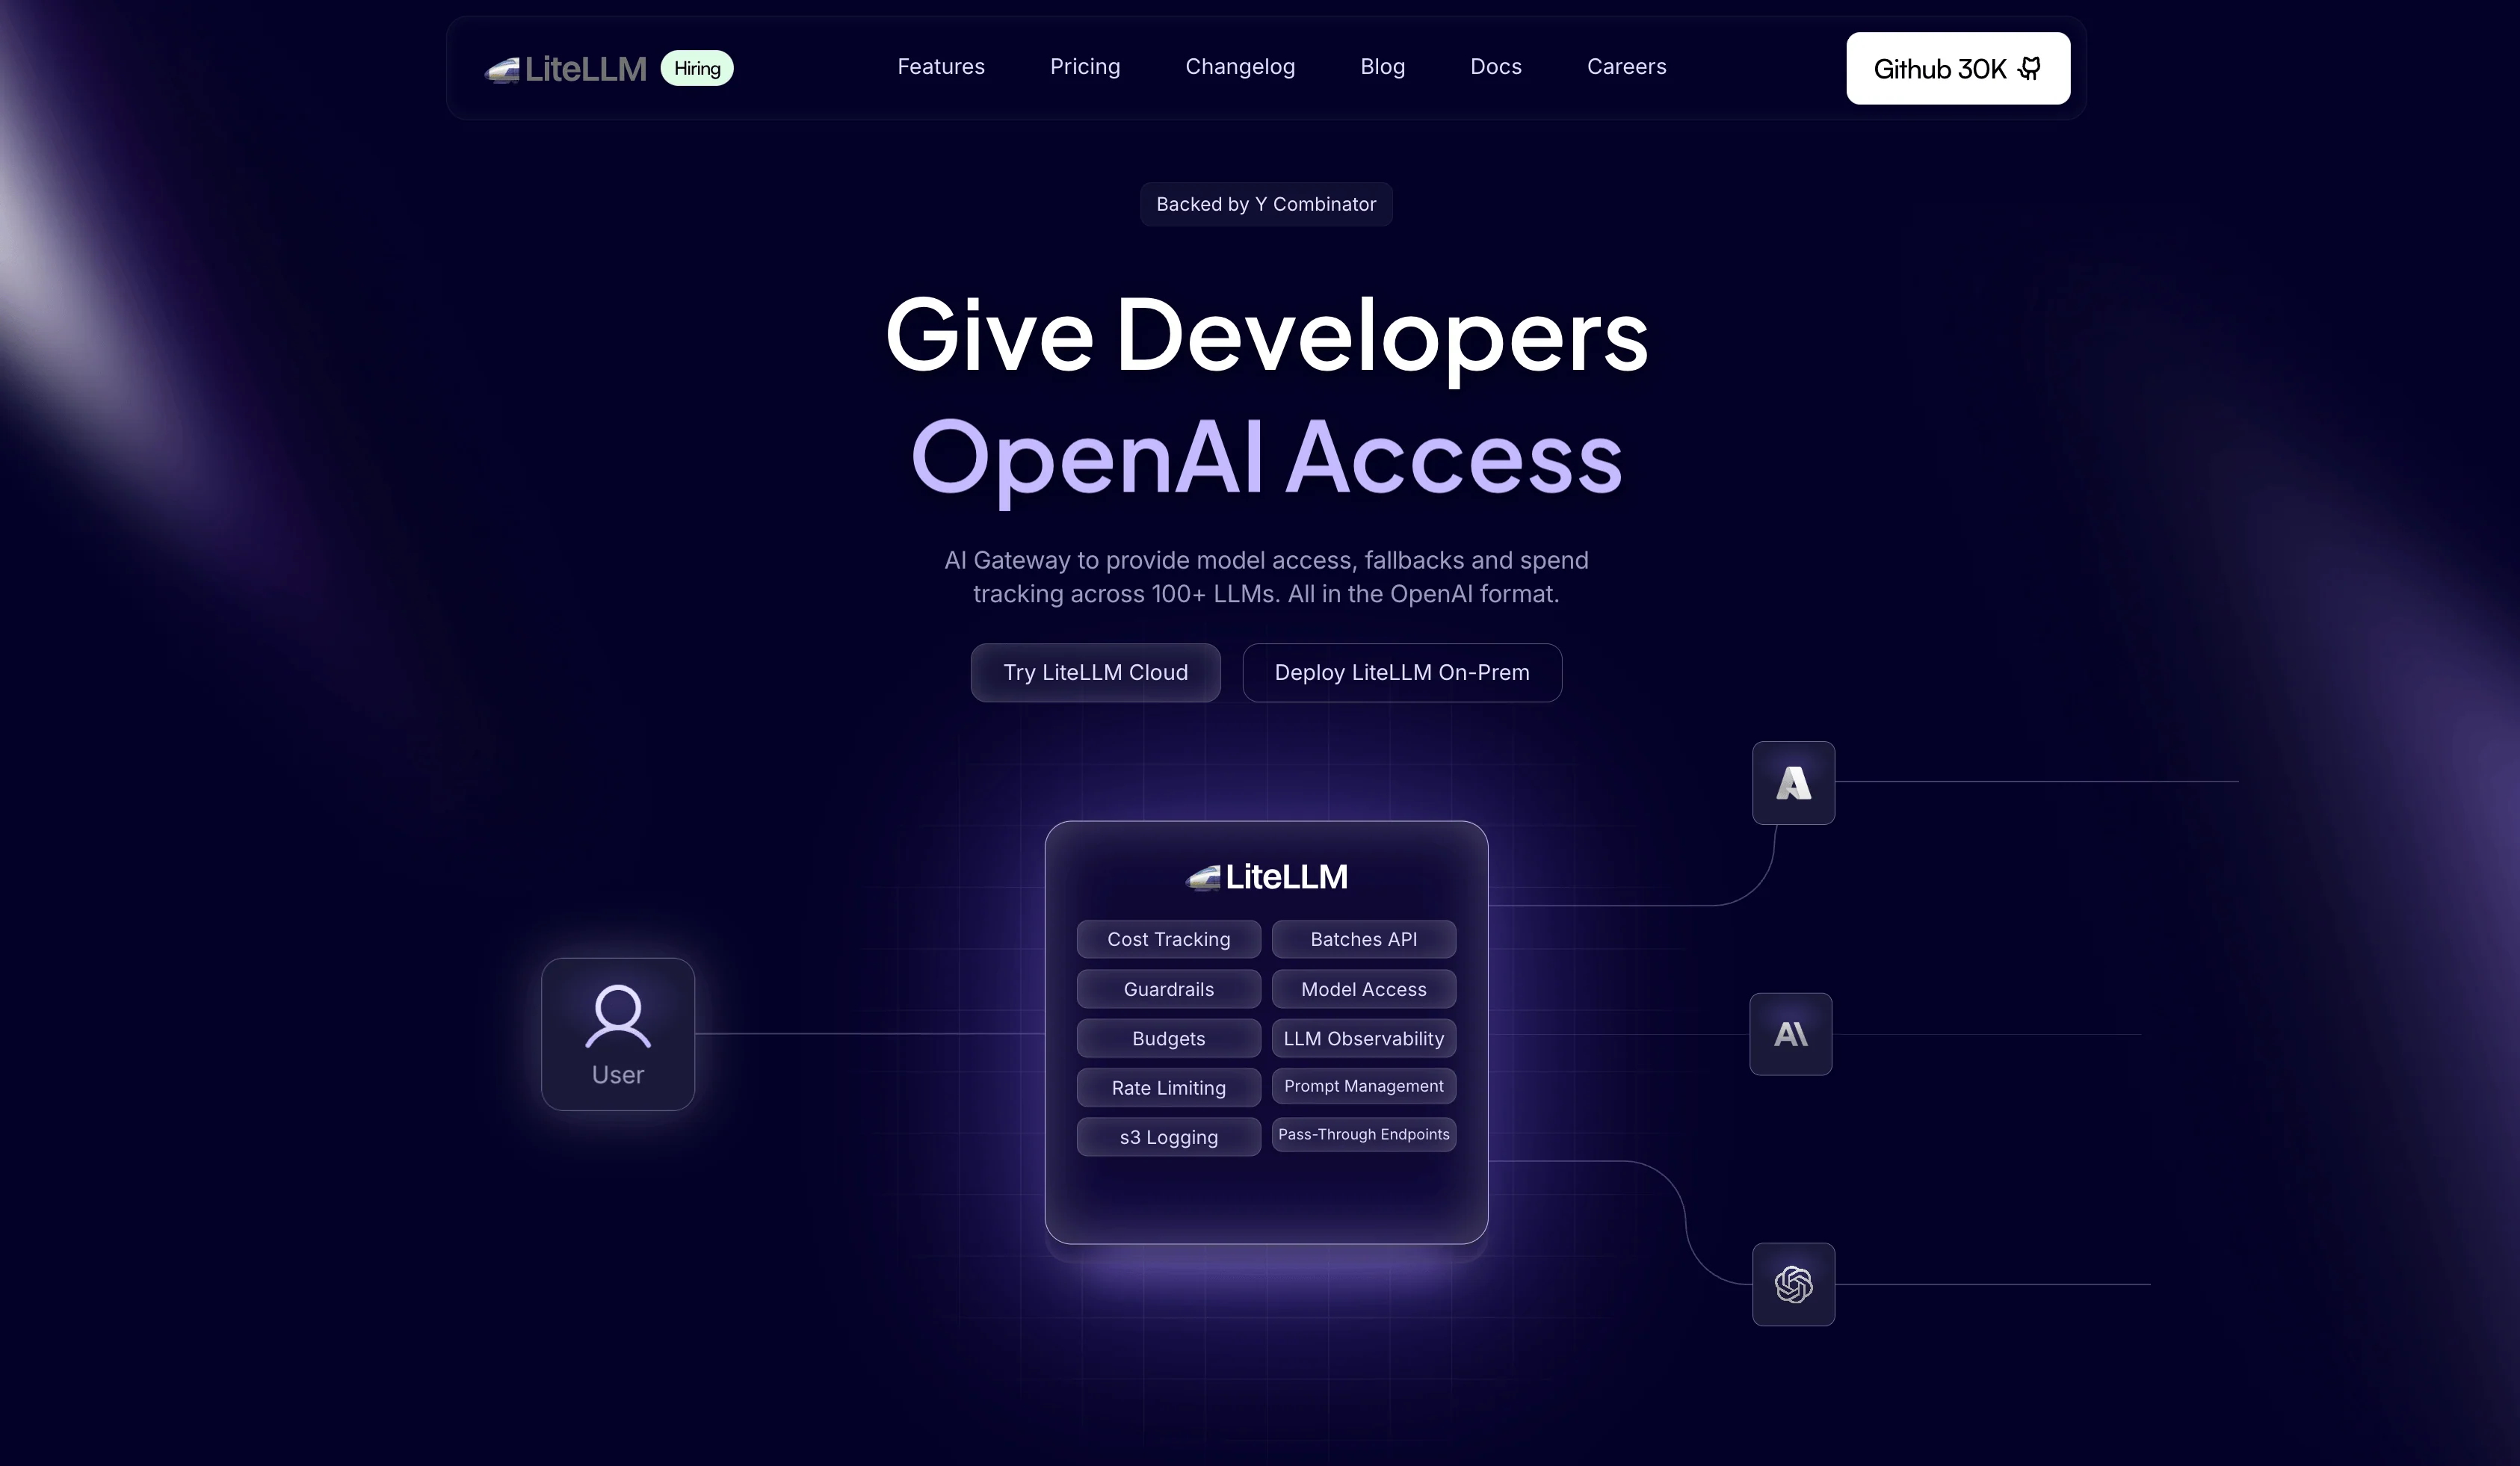 LiteLLM Hiring Features Pricing Changelog Blog Docs Careers Github 30K
Backed by Y Combinator
Give Developers
OpenAI Access
AI Gateway to provide model access, fallbacks and spend
tracking across 100+ LLMs. All in the OpenAI format.
Try LiteLLM Cloud Deploy LiteLLM On-Prem
LiteLLM
Cost Tracking Batches API
Guardrails Model Access
Budgets LLM Observability
Rate Limiting Prompt Management
s3 Logging Pass-Through Endpoints
User